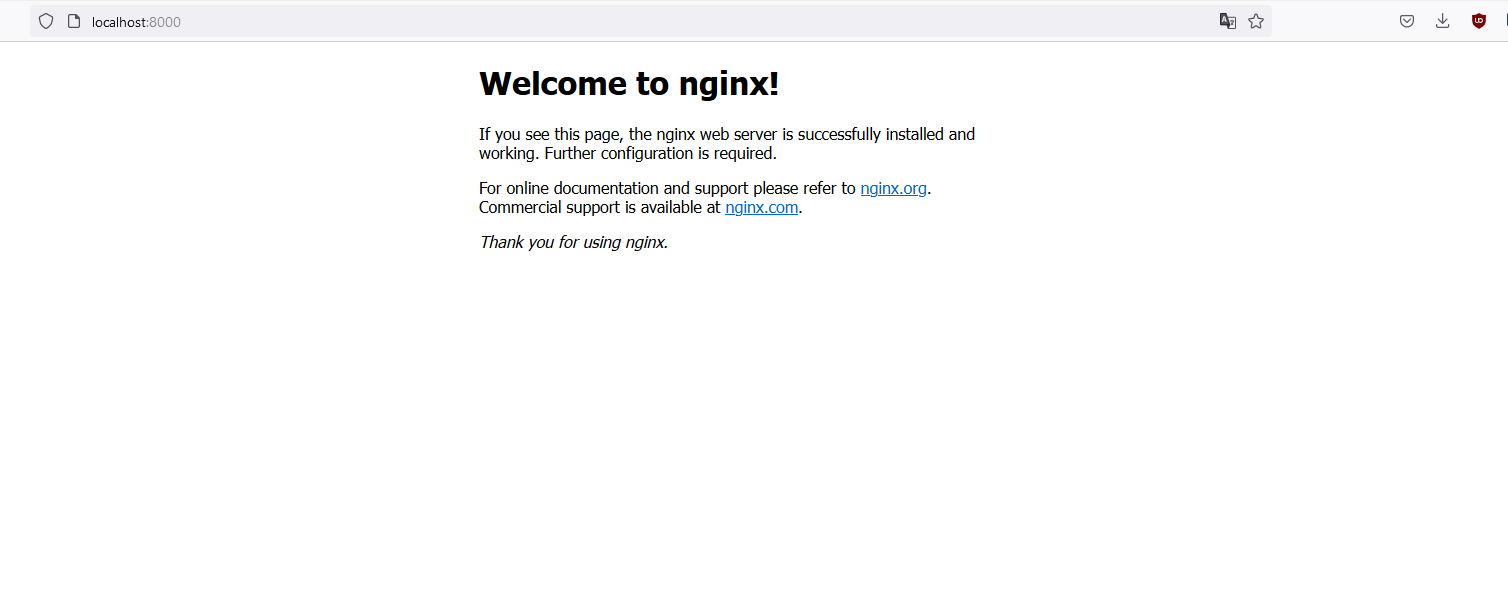 localhost:8000
Welcome to nginx!
If you see this page, the nginx web server is successfully installed and
working. Further configuration is required.
For online documentation and support please refer to nginx.org.
Commercial support is available at nginx.com.
Thank you for using nginx.